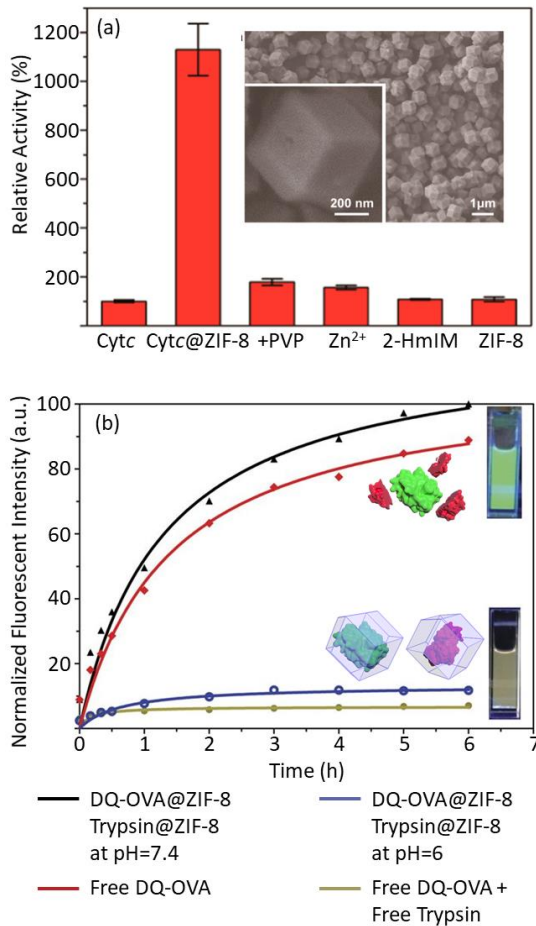 (a)
Relative Activity (%)
1200
1000
800
600
400
200
200 nm
1µm
Cytc
Cytc@ZIF-8
+PVP
Zn²⁺
2-HmIM
ZIF-8
(b)
Normalized Fluorescent Intensity (a.u.)
100
80
60
40
20
0
1
2
3
4
5
6
7
Time (h)
DQ-OVA@ZIF-8
Trypsin@ZIF-8
at pH=7.4
DQ-OVA@ZIF-8
Trypsin@ZIF-8
at pH=6
Free DQ-OVA
Free DQ-OVA +
Free Trypsin